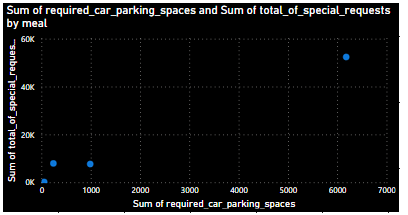 Sum of required_car_parking_spaces and Sum of total_of_special_requests
by meal
Sum of total_of_special_reques...
60K
40K
20K
0K
0 1000 2000 3000 4000 5000 6000 7000
Sum of required_car_parking_spaces